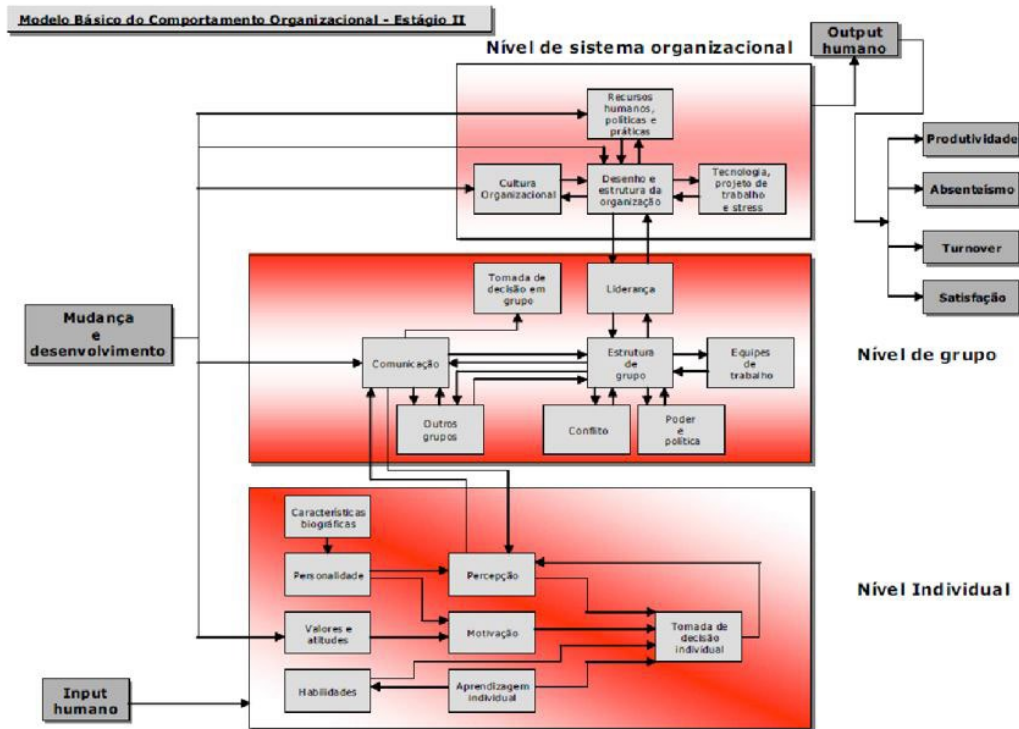 Modelo Básico do Comportamento Organizacional - Estágio II
Output
humano
Nível de sistema organizacional
Recursos
humanos,
políticas e
práticas
Produtividade
Cultura
Organizacional
Desenho e
estrutura da
organização
Tecnologia,
projeto de
trabalho
e stress
Absenteísmo
Turnover
Satisfação
Tomada de
decisão em
grupo
Liderança
Mudança
e
desenvolvimento
Comunicação
Estrutura
de
grupo
Equipes
de
trabalho
Nível de grupo
Outros
grupos
Conflito
Poder
e
política
Características
biográficas
Personalidade
Percepção
Nível Individual
Valores e
atitudes
Motivação
Tomada de
decisão
individual
Habilidades
Aprendizagem
individual
Input
humano